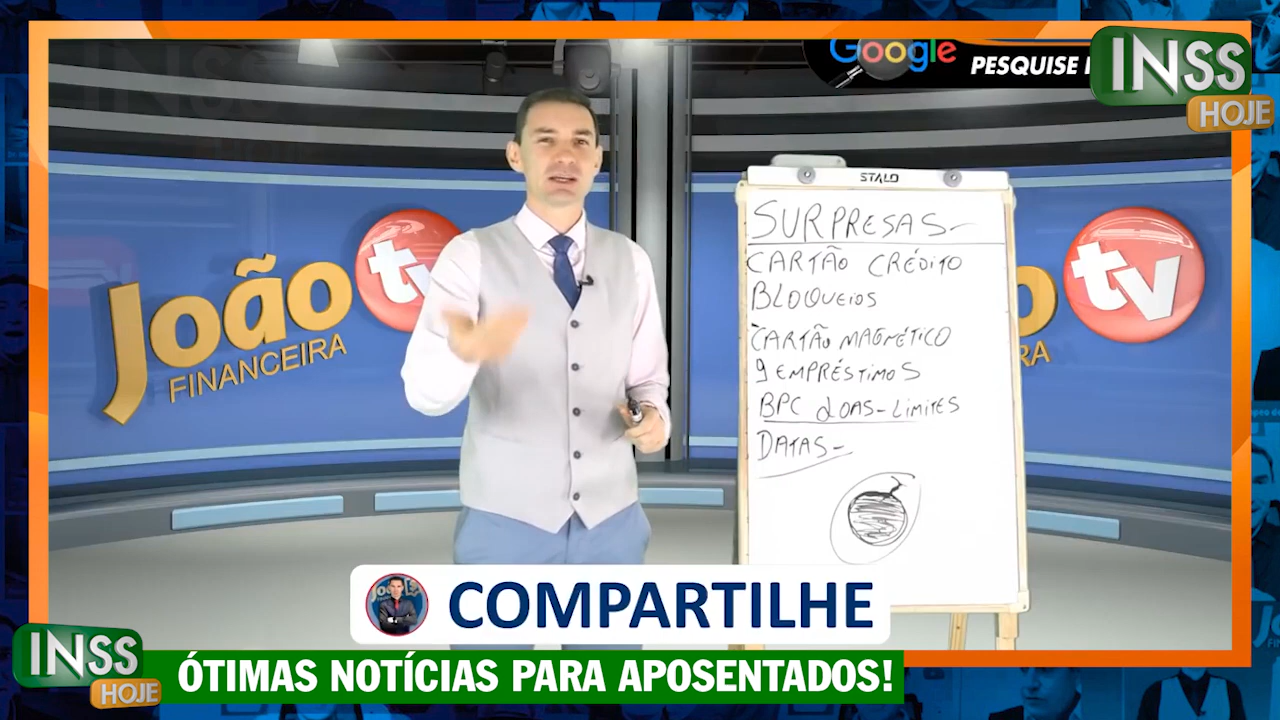 Google
PESQUISE
INSS
HOJE
STALO
SURPRESAS-
CARTÃO CRÉDITO
BLOQUEIOS
CARTÃO MAGNÉTICO
9 EMPRÉSTIMOS
BPC LOAS-LIMITES
DATAS-
João
tv
FINANCEIRA
tv
COMPARTILHE
INSS
HOJE
ÓTIMAS NOTÍCIAS PARA APOSENTADOS!